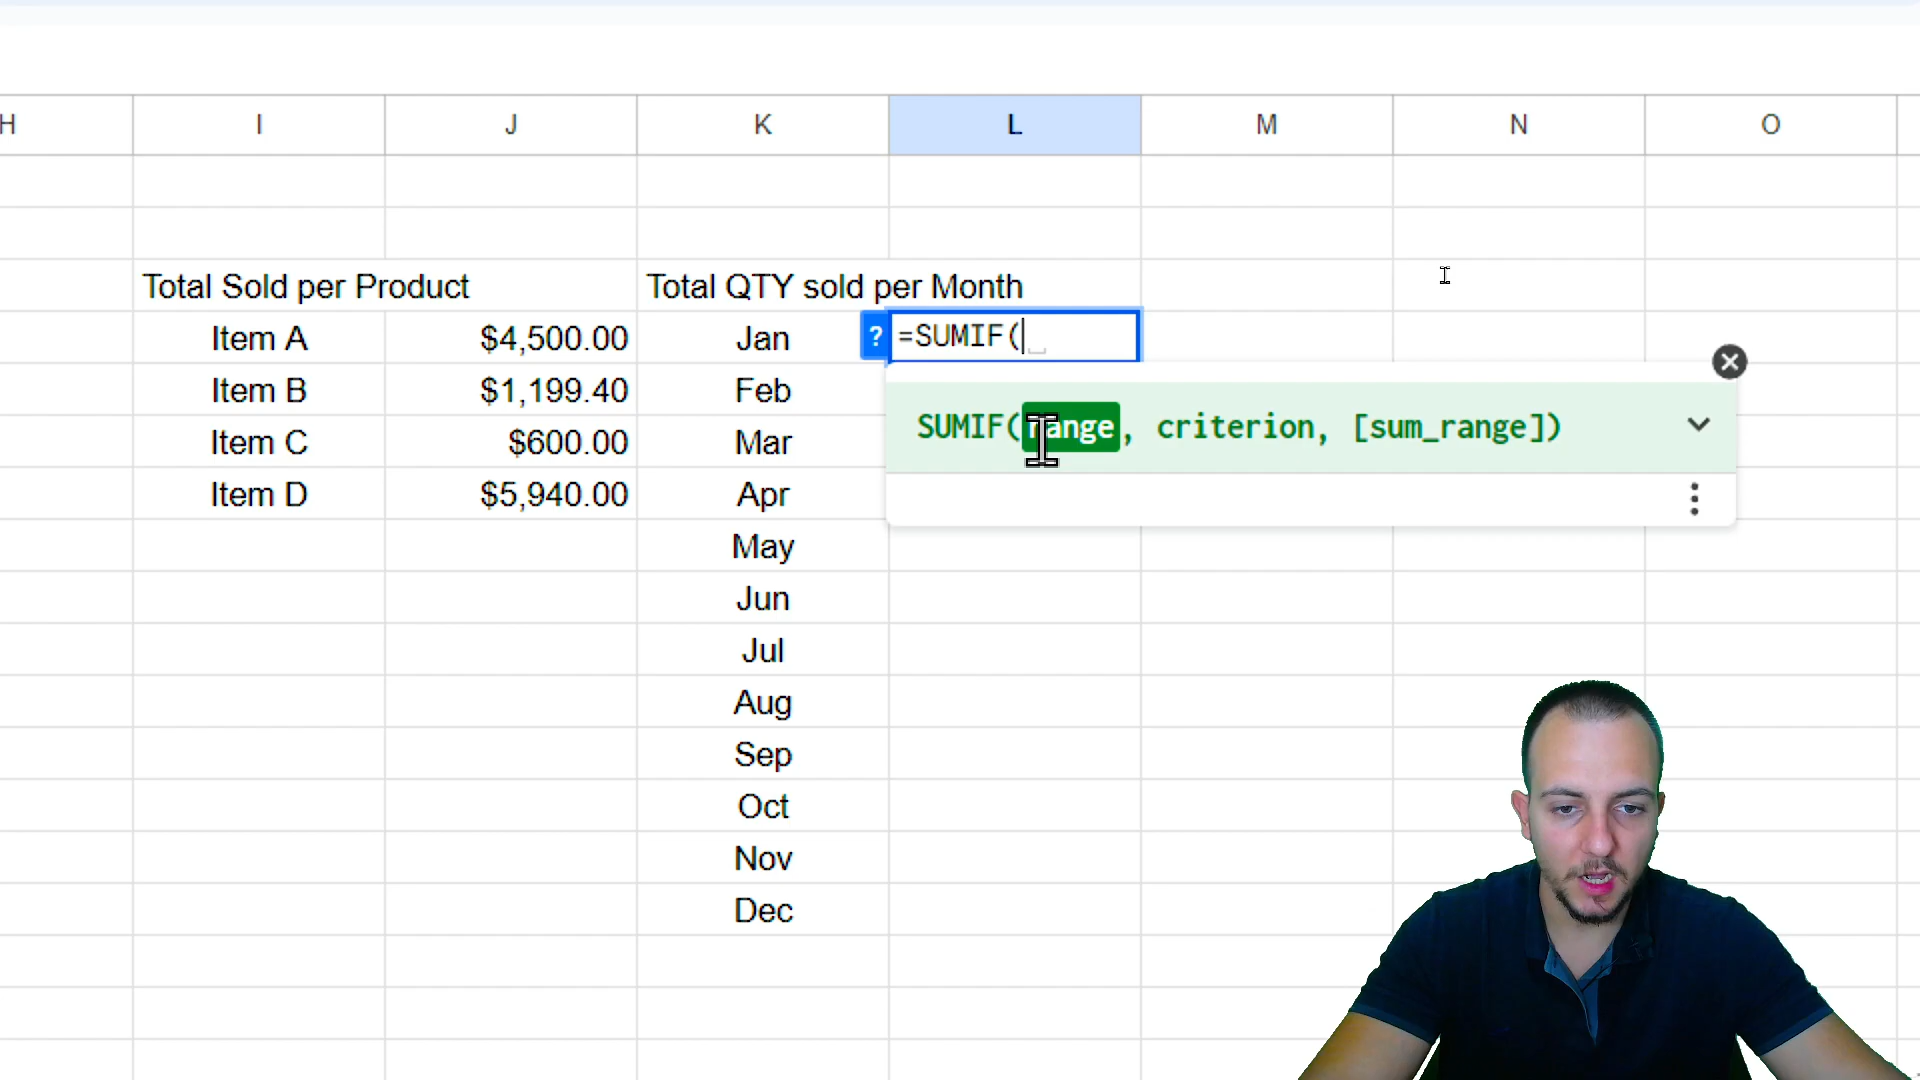 H I J K L M N O
Total Sold per Product Total QTY sold per Month
Item A $4,500.00 Jan ? =SUMIF(
Item B $1,199.40 Feb
SUMIF(range, criterion, [sum_range])
Item C $600.00 Mar
Item D $5,940.00 Apr
May
Jun
Jul
Aug
Sep
Oct
Nov
Dec